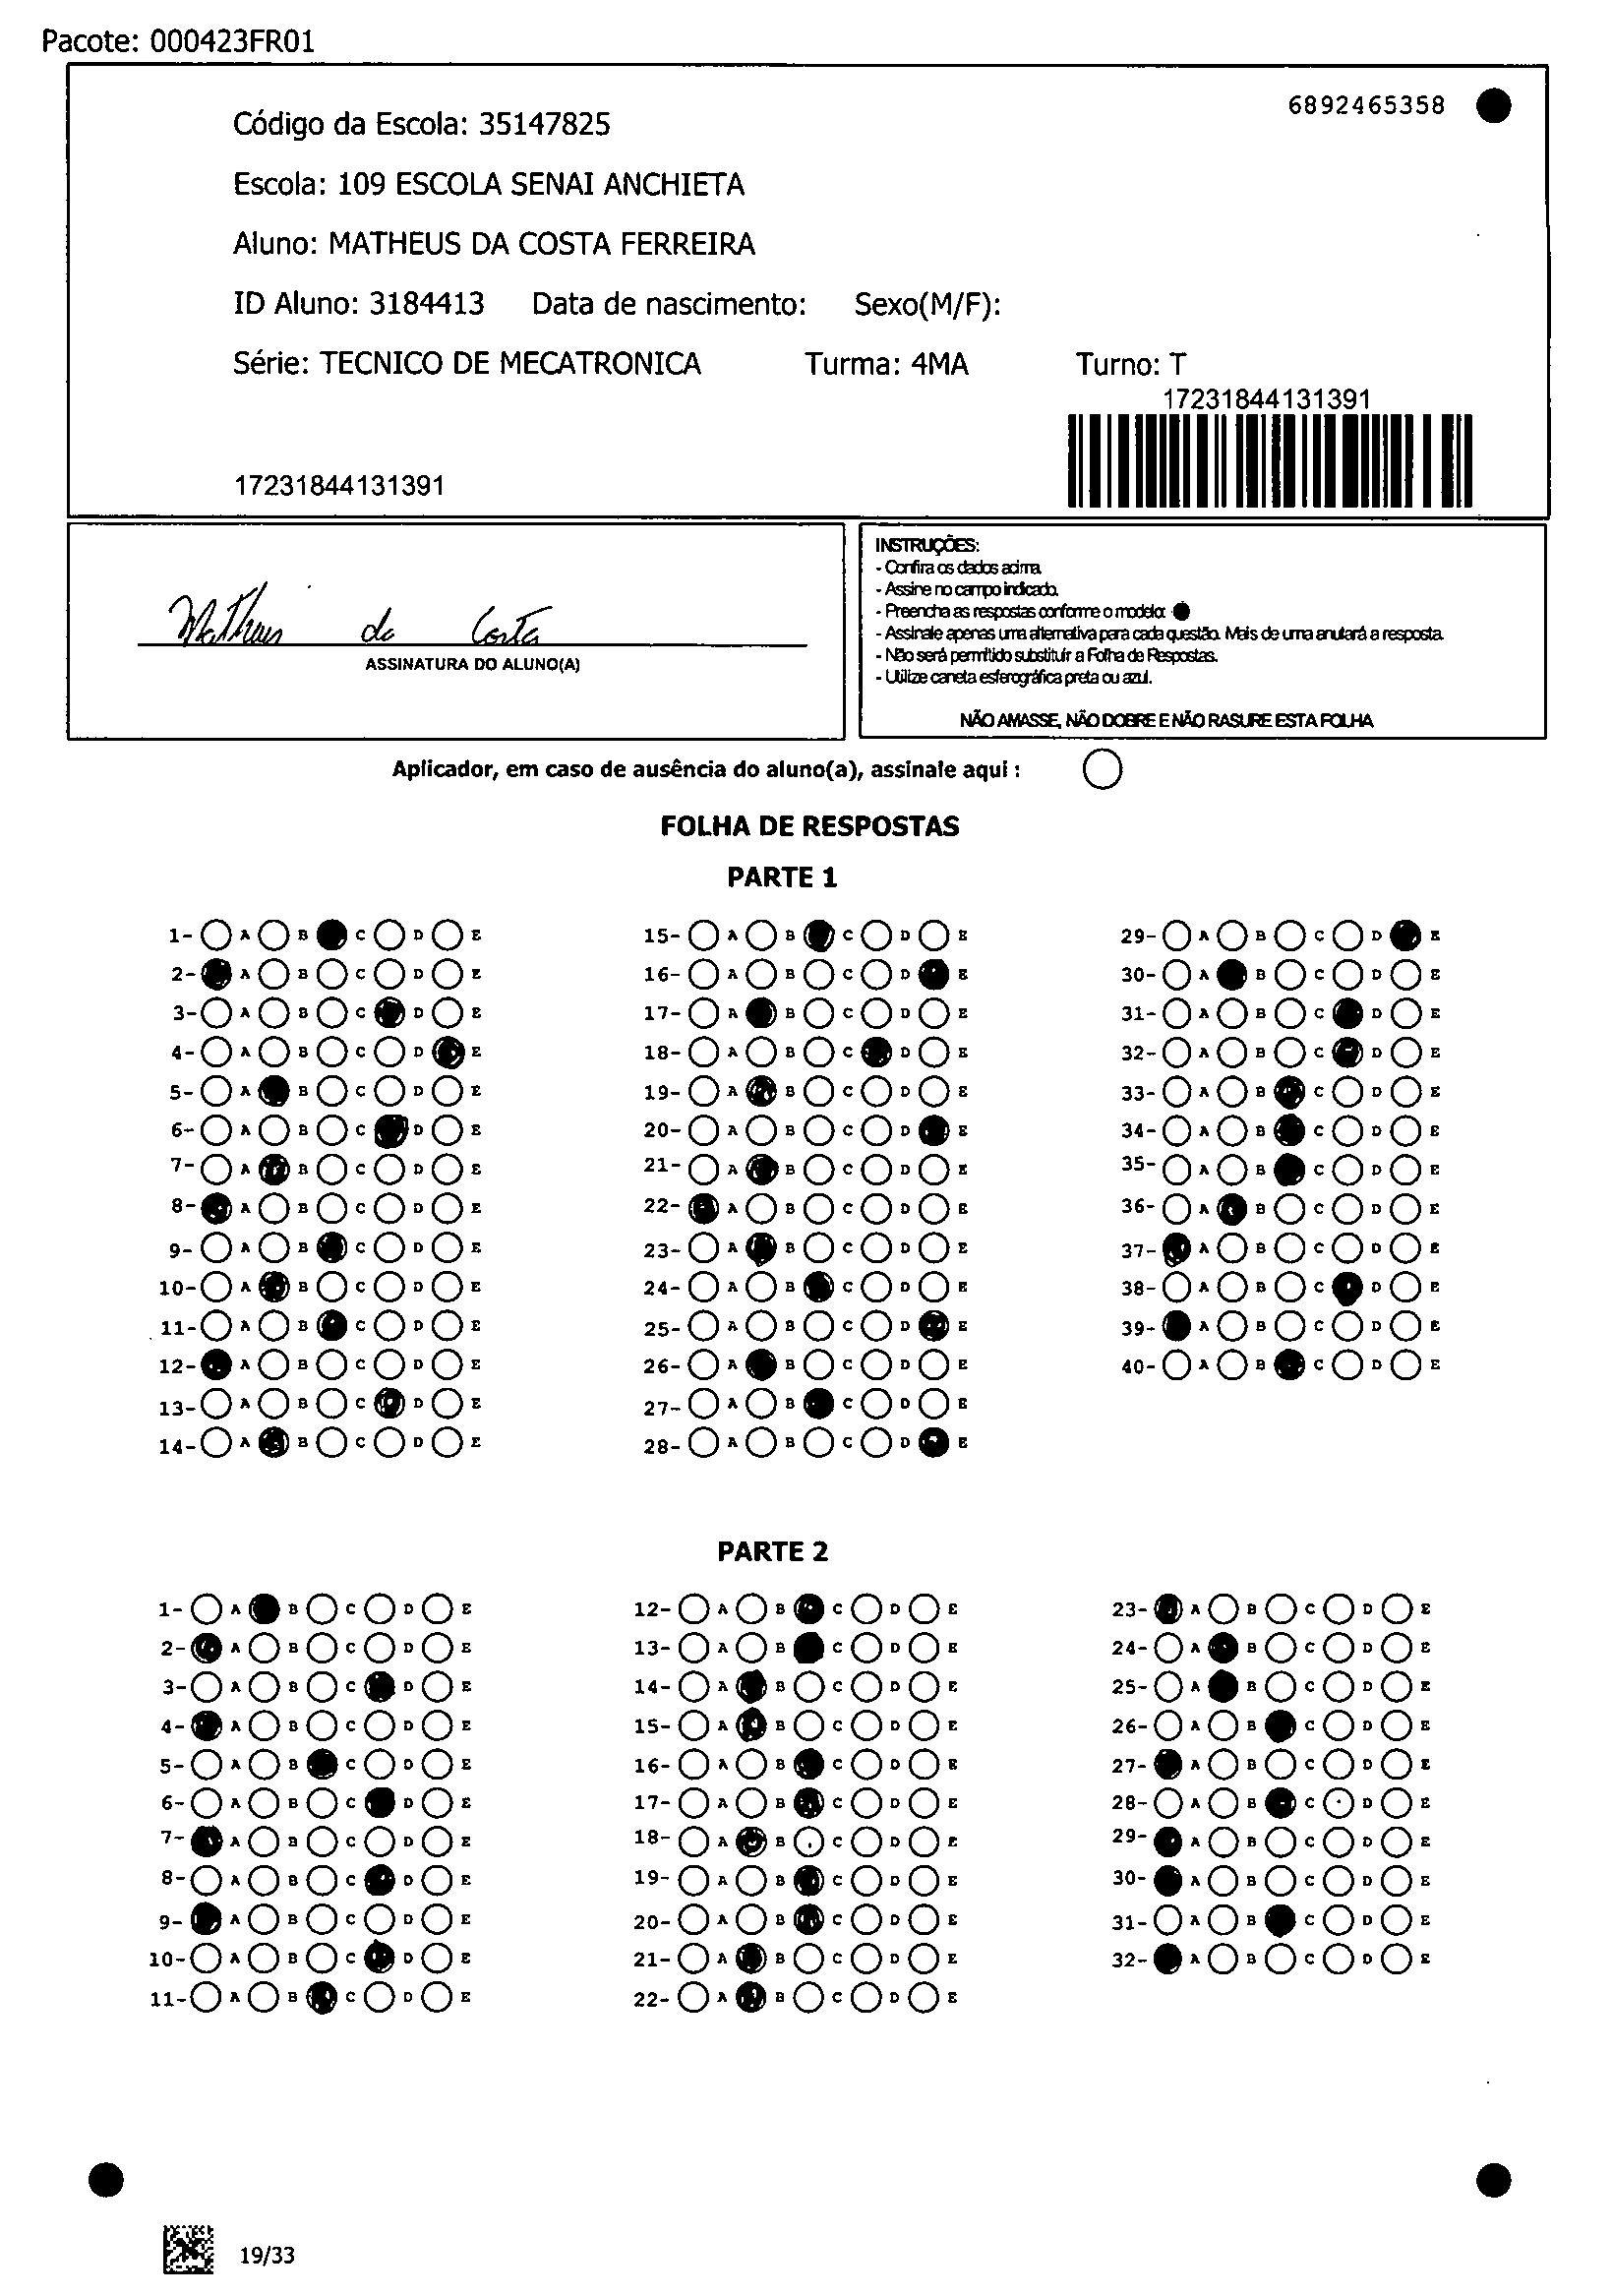 Pacote: 000423FR01
6892465358
Código da Escola: 35147825
Escola: 109 ESCOLA SENAI ANCHIETA
Aluno: MATHEUS DA COSTA FERREIRA
ID Aluno: 3184413 Data de nascimento: Sexo(M/F):
Série: TECNICO DE MECATRONICA Turma: 4MA Turno: T
17231844131391
17231844131391
Matheus da Costa
ASSINATURA DO ALUNO(A)
INSTRUÇÕES:
- Confira os dados acima.
- Assine no campo indicado.
- Preencha as respostas conforme o modelo:
- Assinale apenas uma alternativa para cada questão. Mais de uma anulará a resposta.
- Não será permitido substituir a Folha de Respostas.
- Utilize caneta esferográfica preta ou azul.
NÃO AMASSE, NÃO DOBRE E NÃO RASURE ESTA FOLHA
Aplicador, em caso de ausência do aluno(a), assinale aqui :
FOLHA DE RESPOSTAS
PARTE 1
1- A B C D E 15- A B C D E 29- A B C D E
2- A B C D E 16- A B C D E 30- A B C D E
3- A B C D E 17- A B C D E 31- A B C D E
4- A B C D E 18- A B C D E 32- A B C D E
5- A B C D E 19- A B C D E 33- A B C D E
6- A B C D E 20- A B C D E 34- A B C D E
7- A B C D E 21- A B C D E 35- A B C D E
8- A B C D E 22- A B C D E 36- A B C D E
9- A B C D E 23- A B C D E 37- A B C D E
10- A B C D E 24- A B C D E 38- A B C D E
11- A B C D E 25- A B C D E 39- A B C D E
12- A B C D E 26- A B C D E 40- A B C D E
13- A B C D E 27- A B C D E
14- A B C D E 28- A B C D E
PARTE 2
1- A B C D E 12- A B C D E 23- A B C D E
2- A B C D E 13- A B C D E 24- A B C D E
3- A B C D E 14- A B C D E 25- A B C D E
4- A B C D E 15- A B C D E 26- A B C D E
5- A B C D E 16- A B C D E 27- A B C D E
6- A B C D E 17- A B C D E 28- A B C D E
7- A B C D E 18- A B C D E 29- A B C D E
8- A B C D E 19- A B C D E 30- A B C D E
9- A B C D E 20- A B C D E 31- A B C D E
10- A B C D E 21- A B C D E 32- A B C D E
11- A B C D E 22- A B C D E
19/33